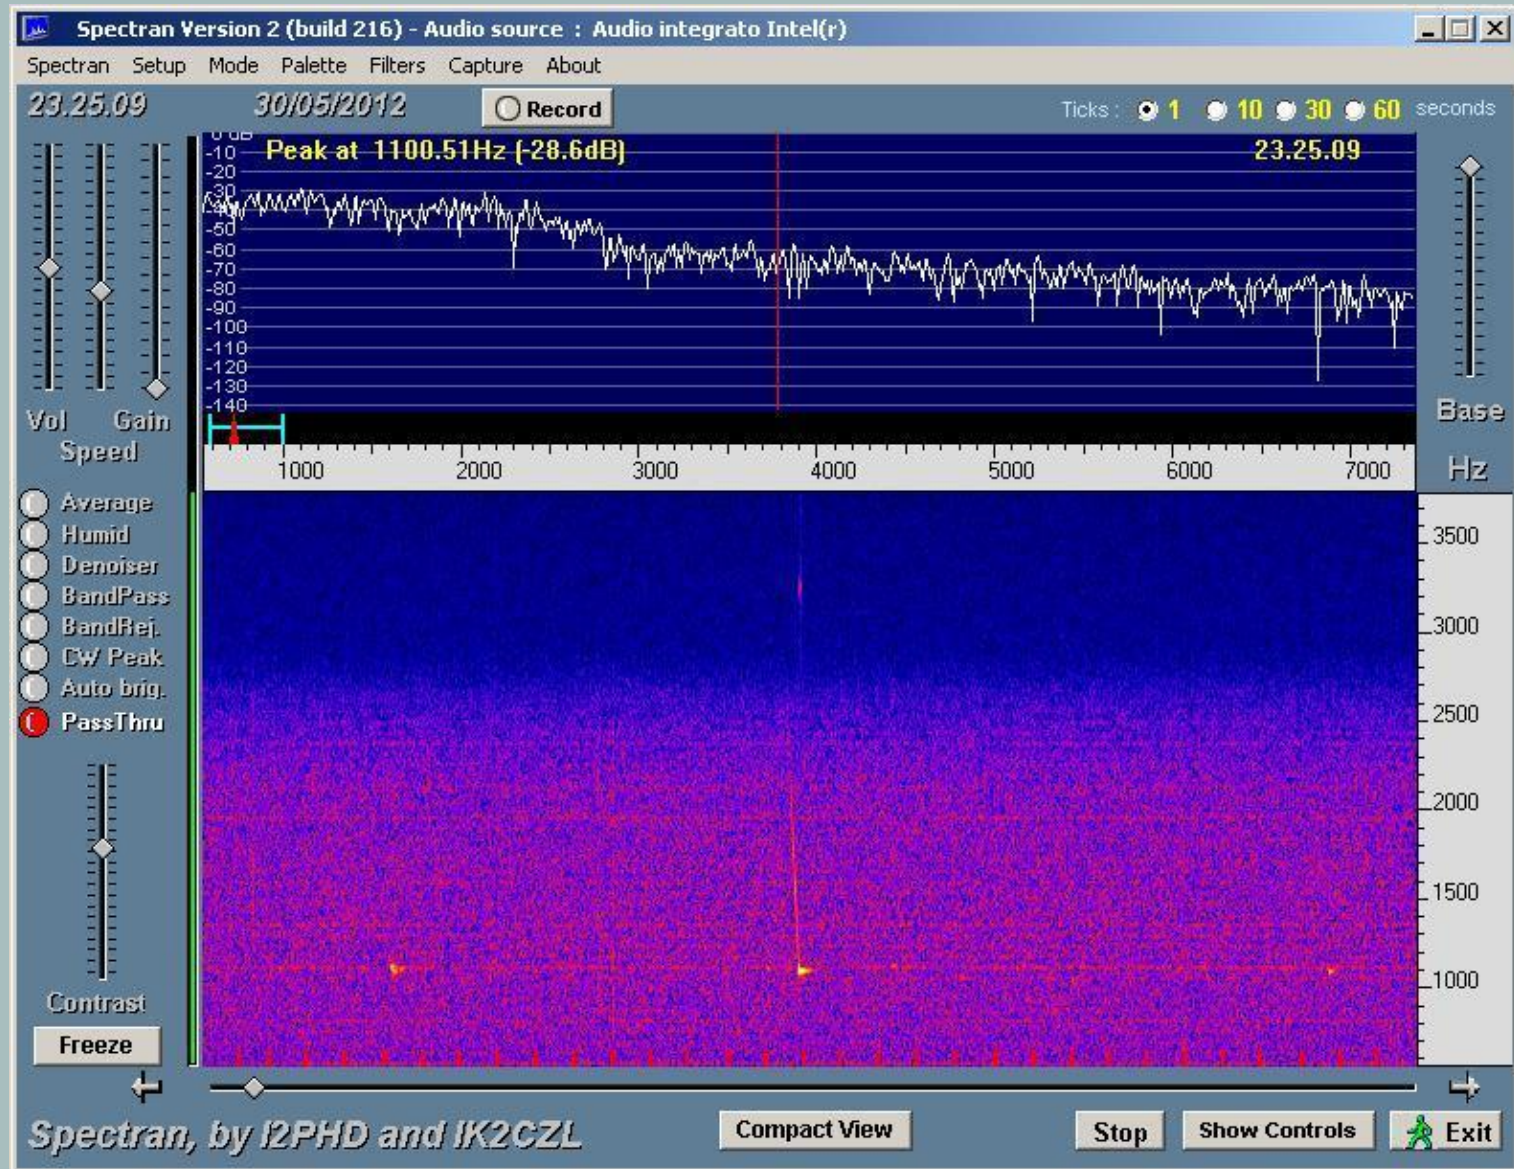 Spectran Version 2 (build 216) - Audio source : Audio integrato Intel(r)
Spectran Setup Mode Palette Filters Capture About
23.25.09 30/05/2012 Record Ticks : 1 10 30 60 seconds
0 dB
Peak at 1100.51Hz (-28.6dB) 23.25.09
-10
-20
-30
-40
-50
-60
-70
-80
-90
-100
-110
-120
-130
-140
Vol Gain
Speed
Base
1000 2000 3000 4000 5000 6000 7000 Hz
Average
Humid
Denoiser
BandPass
BandRej.
CW Peak
Auto brig.
PassThru
3500
3000
2500
2000
1500
1000
Contrast
Freeze
Spectran, by I2PHD and IK2CZL
Compact View Stop Show Controls Exit